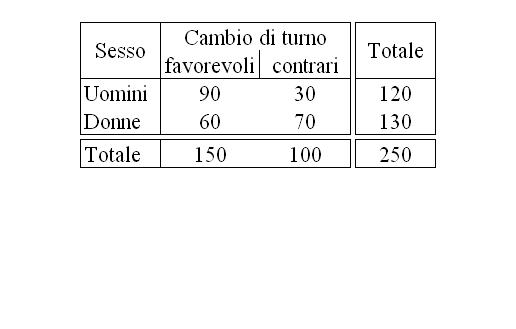 Sesso Cambio di turno Totale
favorevoli contrari
Uomini 90 30 120
Donne 60 70 130
Totale 150 100 250